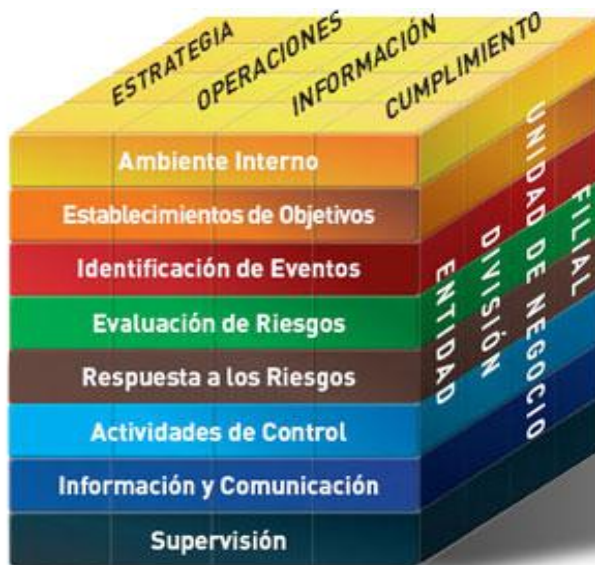 ESTRATEGIA
OPERACIONES
INFORMACIÓN
CUMPLIMIENTO
Ambiente Interno
Establecimientos de Objetivos
Identificación de Eventos
Evaluación de Riesgos
Respuesta a los Riesgos
Actividades de Control
Información y Comunicación
Supervisión
ENTIDAD
DIVISIÓN
UNIDAD DE NEGOCIO
FILIAL